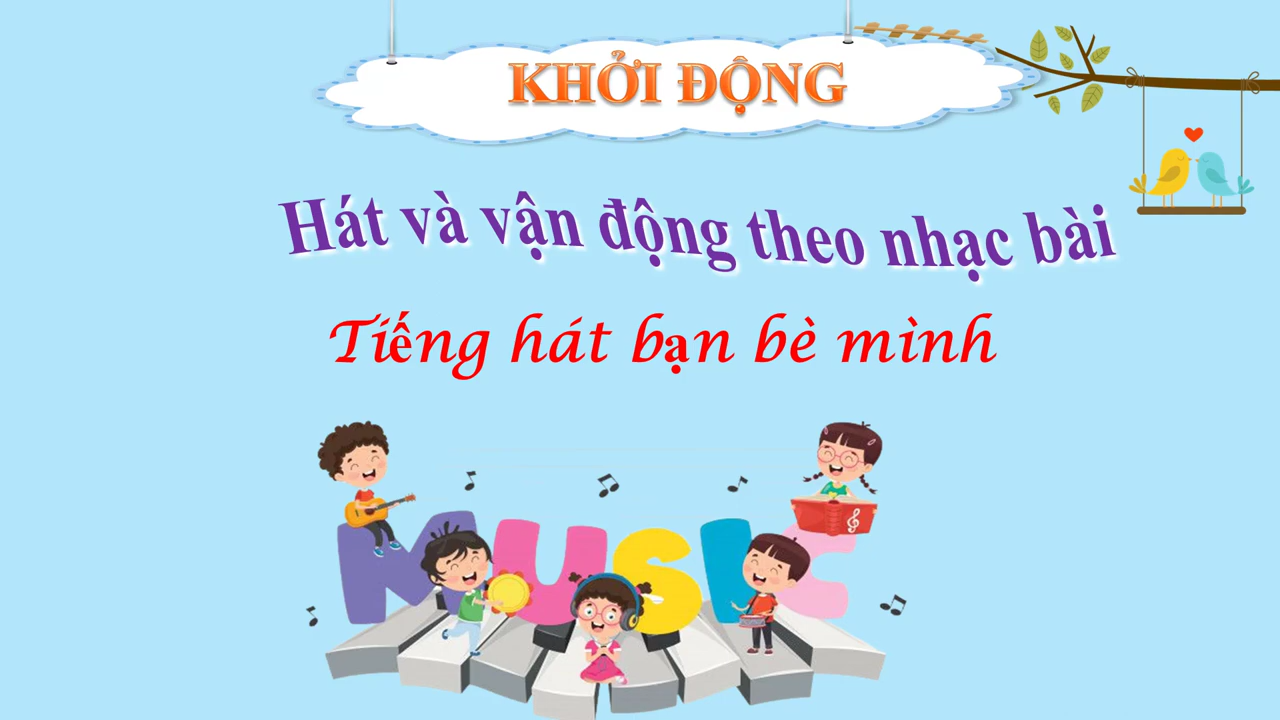 KHỞI ĐỘNG
Hát và vận động theo nhạc bài
Tiếng hát bạn bè mình
MUSIC